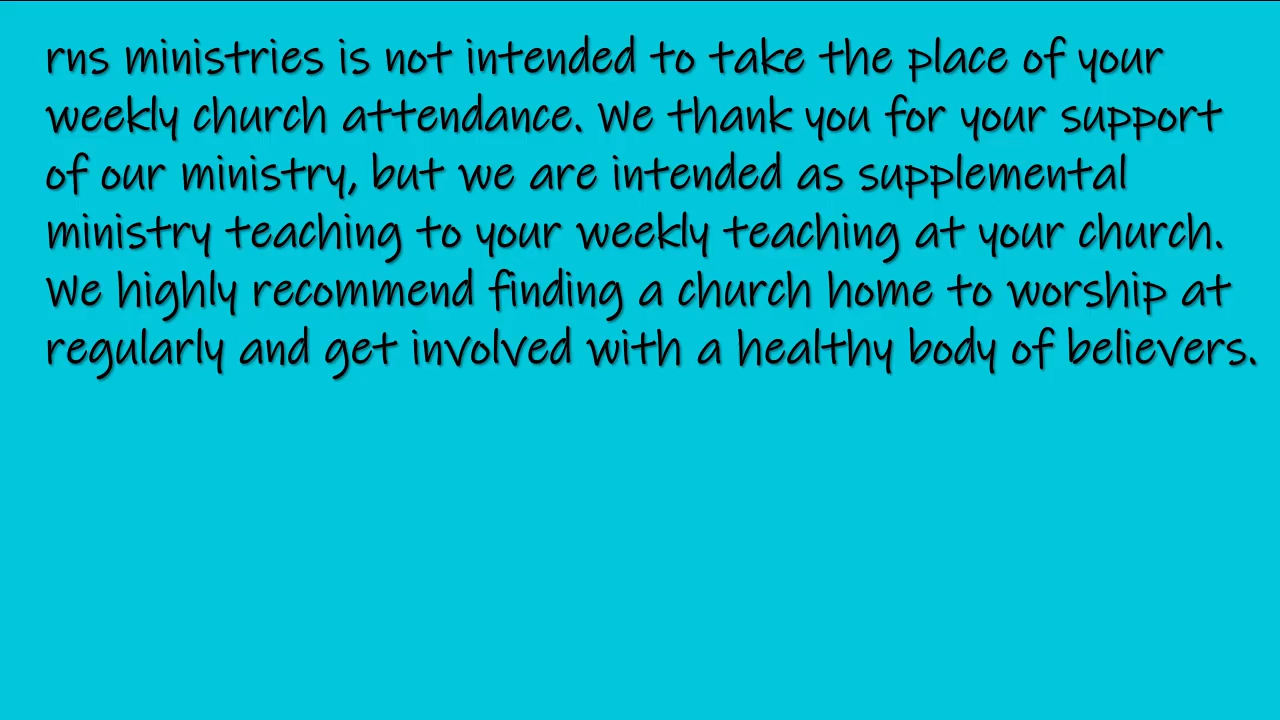 rns ministries is not intended to take the place of your
weekly church attendance. We thank you for your support
of our ministry, but we are intended as supplemental
ministry teaching to your weekly teaching at your church.
We highly recommend finding a church home to worship at
regularly and get involved with a healthy body of believers.